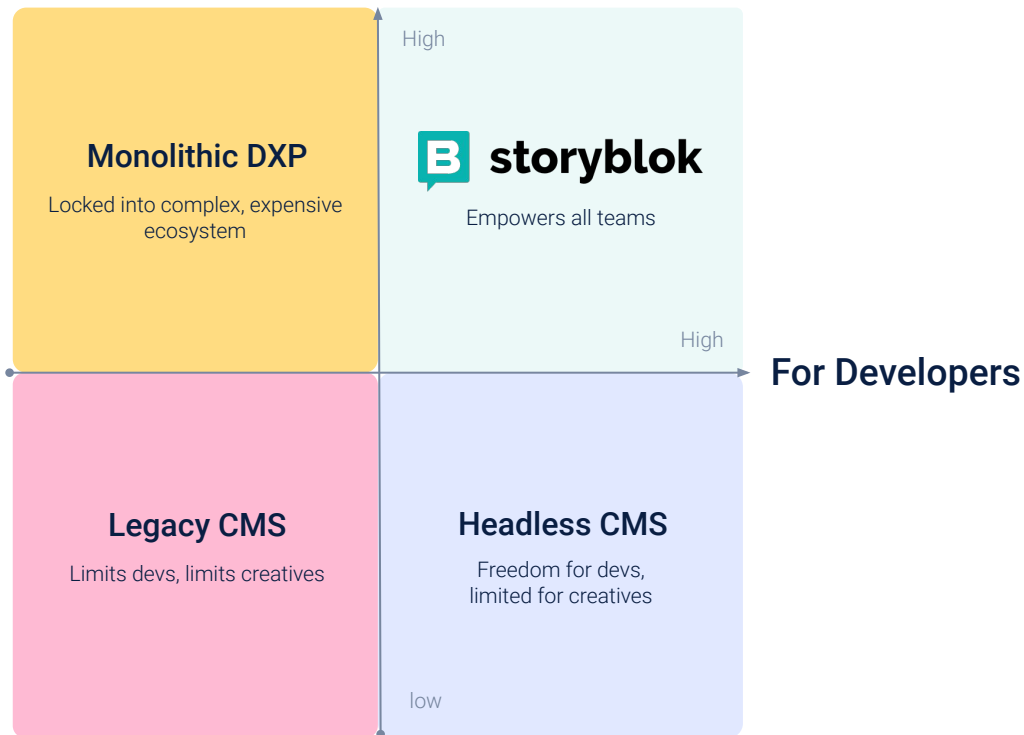 High
Monolithic DXP
Locked into complex, expensive
ecosystem
B storyblok
Empowers all teams
High
For Developers
Legacy CMS
Limits devs, limits creatives
Headless CMS
Freedom for devs,
limited for creatives
low